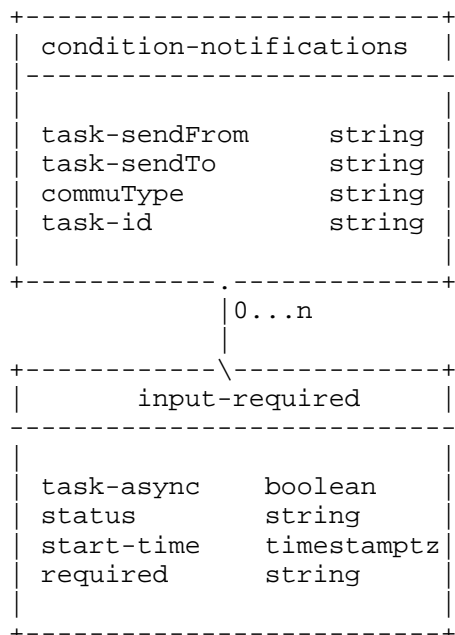 condition-notifications
task-sendFrom string
task-sendTo string
commuType string
task-id string
0...n
input-required
task-async boolean
status string
start-time timestamptz
required string